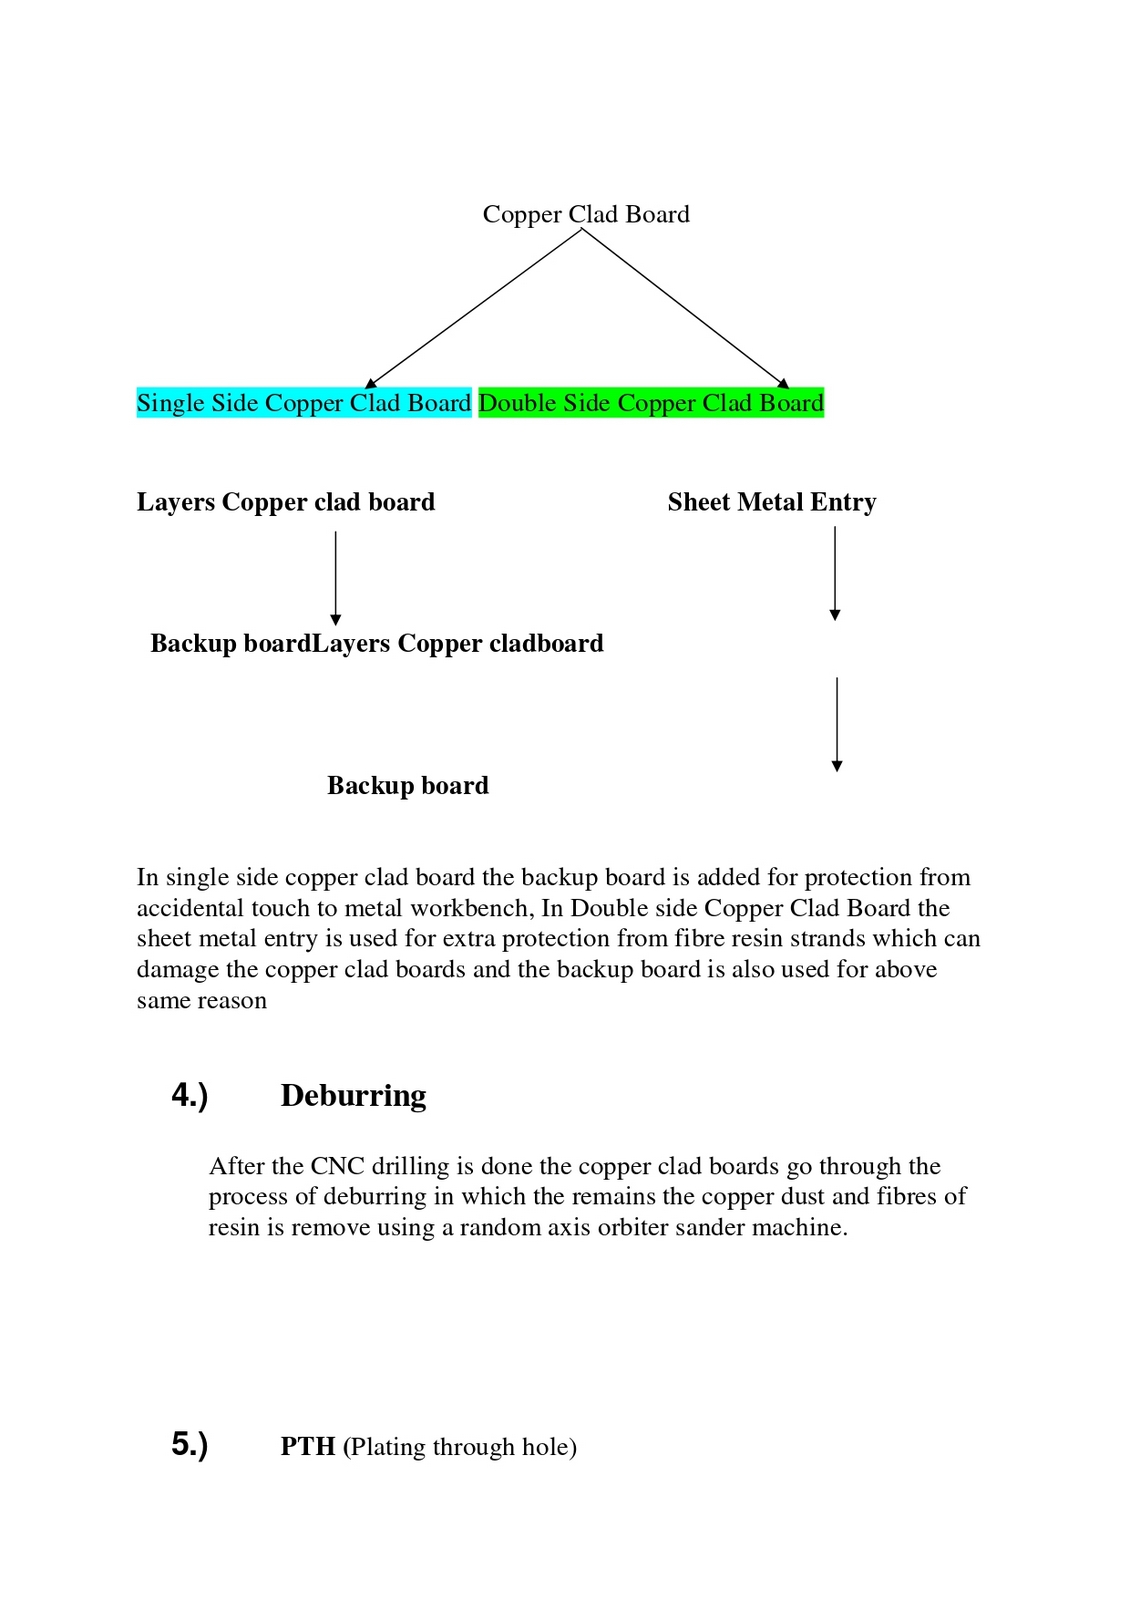 Copper Clad Board
Single Side Copper Clad Board Double Side Copper Clad Board
Layers Copper clad board Sheet Metal Entry
Backup boardLayers Copper cladboard
Backup board
In single side copper clad board the backup board is added for protection from
accidental touch to metal workbench, In Double side Copper Clad Board the
sheet metal entry is used for extra protection from fibre resin strands which can
damage the copper clad boards and the backup board is also used for above
same reason
4.) Deburring
After the CNC drilling is done the copper clad boards go through the
process of deburring in which the remains the copper dust and fibres of
resin is remove using a random axis orbiter sander machine.
5.) PTH (Plating through hole)